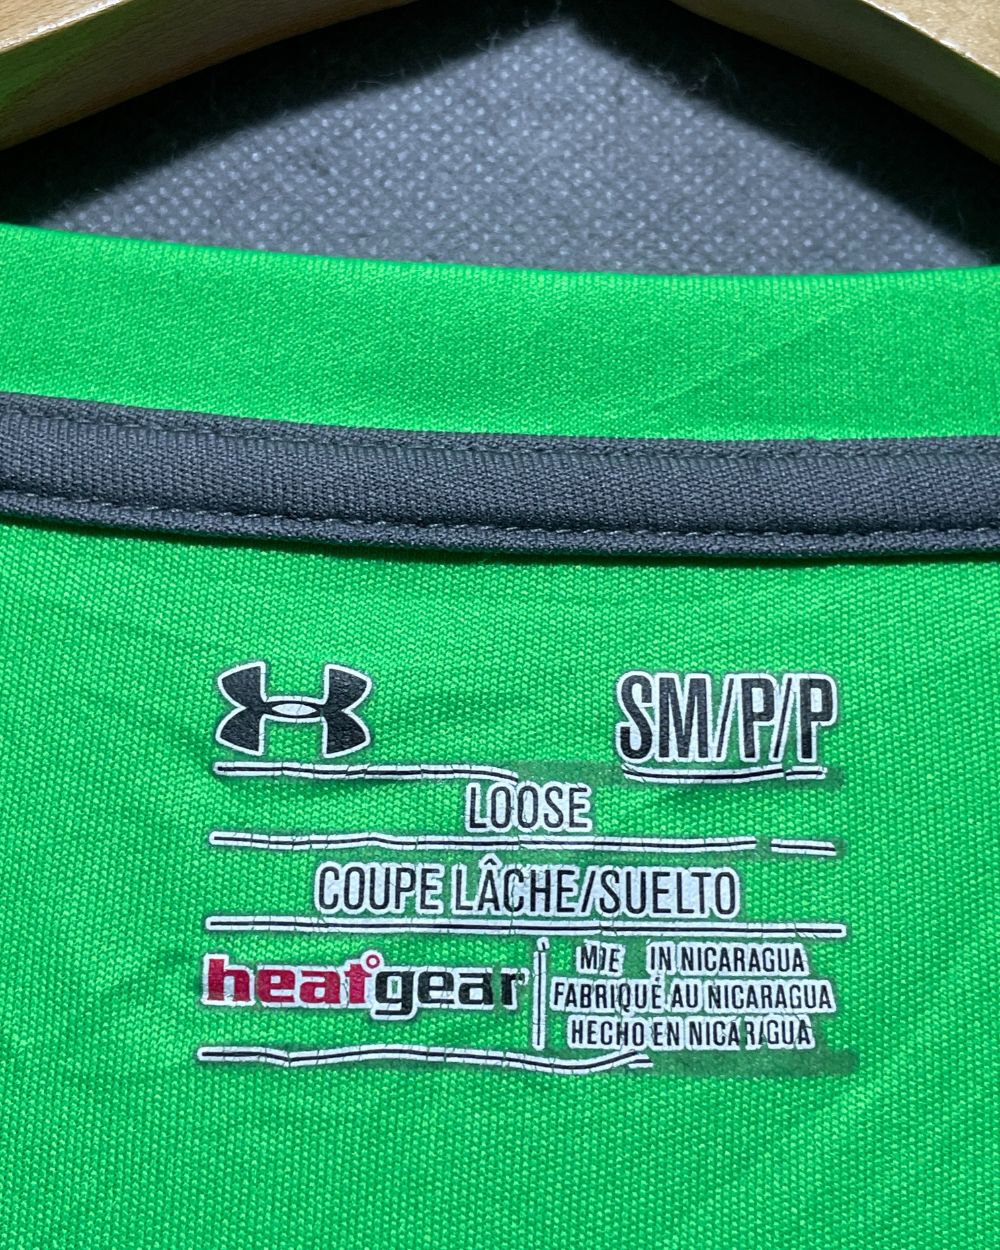 SM/P/P
LOOSE
COUPE LÂCHE/SUELTO
heatgear
IN NICARAGUA
FABRIQUÉ AU NICARAGUA
HECHO EN NICARAGUA